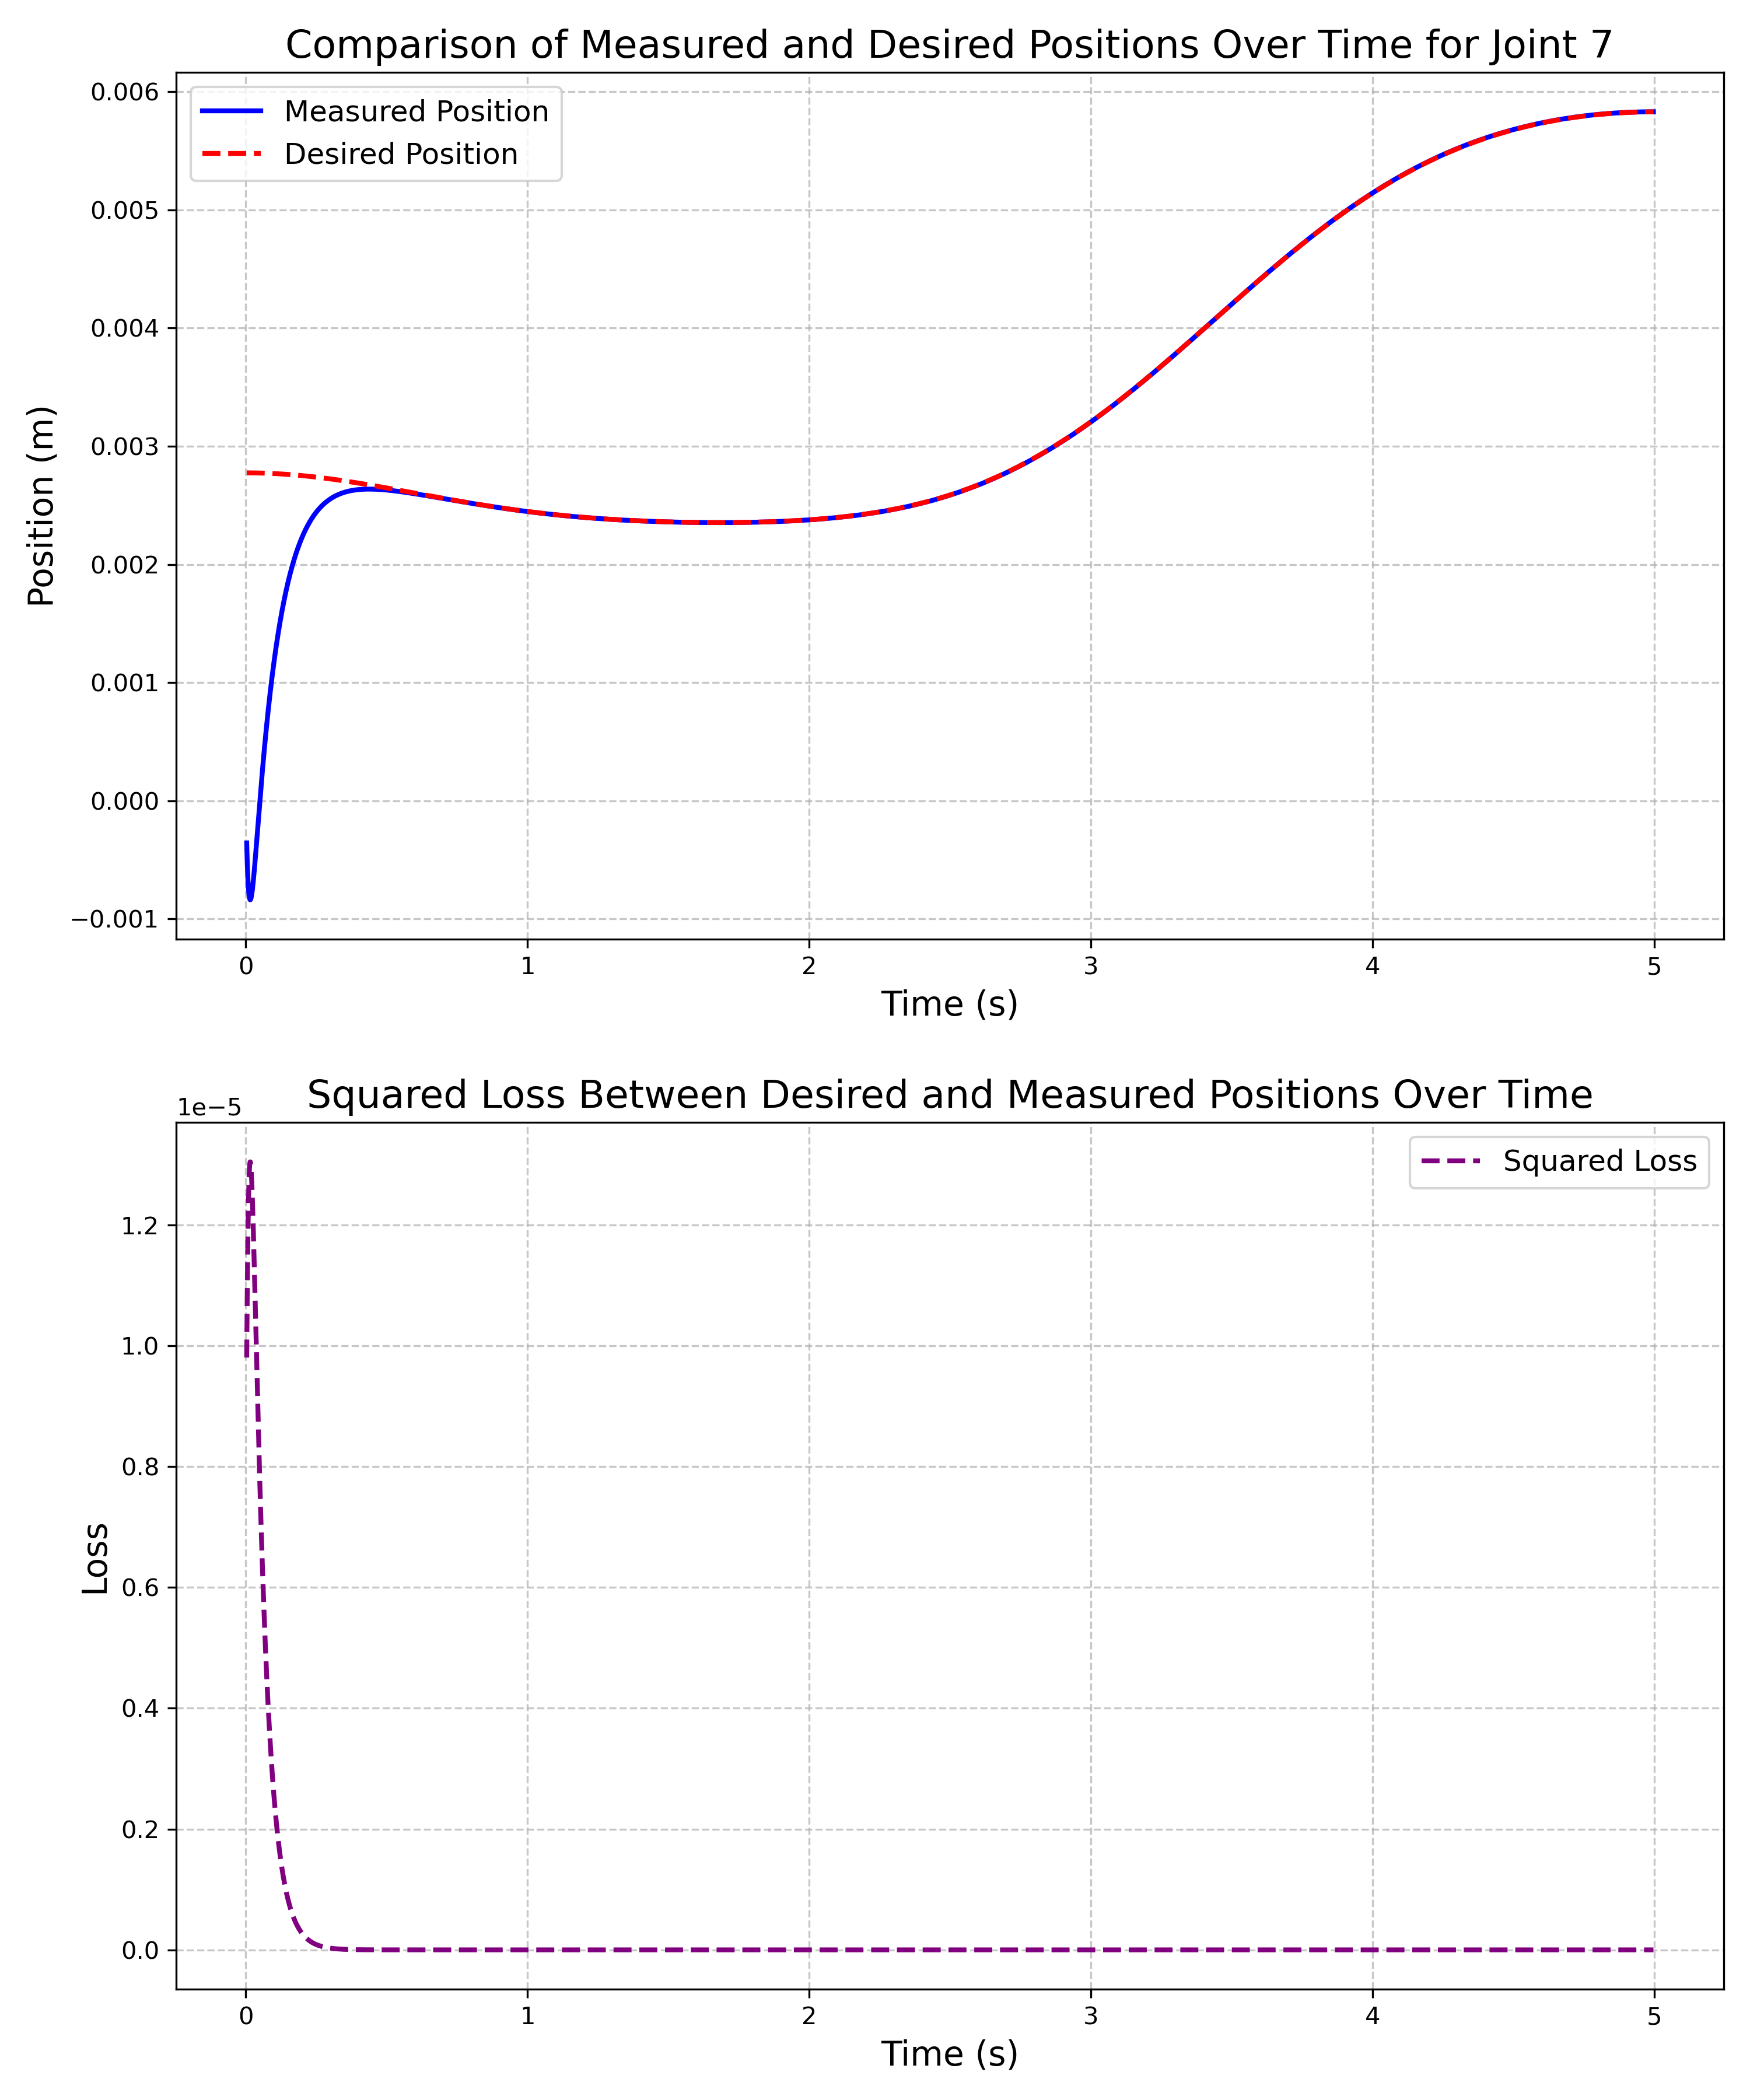 Comparison of Measured and Desired Positions Over Time for Joint 7
Measured Position
Desired Position
Position (m)
0.006
0.005
0.004
0.003
0.002
0.001
0.000
−0.001
0 1 2 3 4 5
Time (s)
Squared Loss Between Desired and Measured Positions Over Time
1e−5
Squared Loss
Loss
1.2
1.0
0.8
0.6
0.4
0.2
0.0
0 1 2 3 4 5
Time (s)